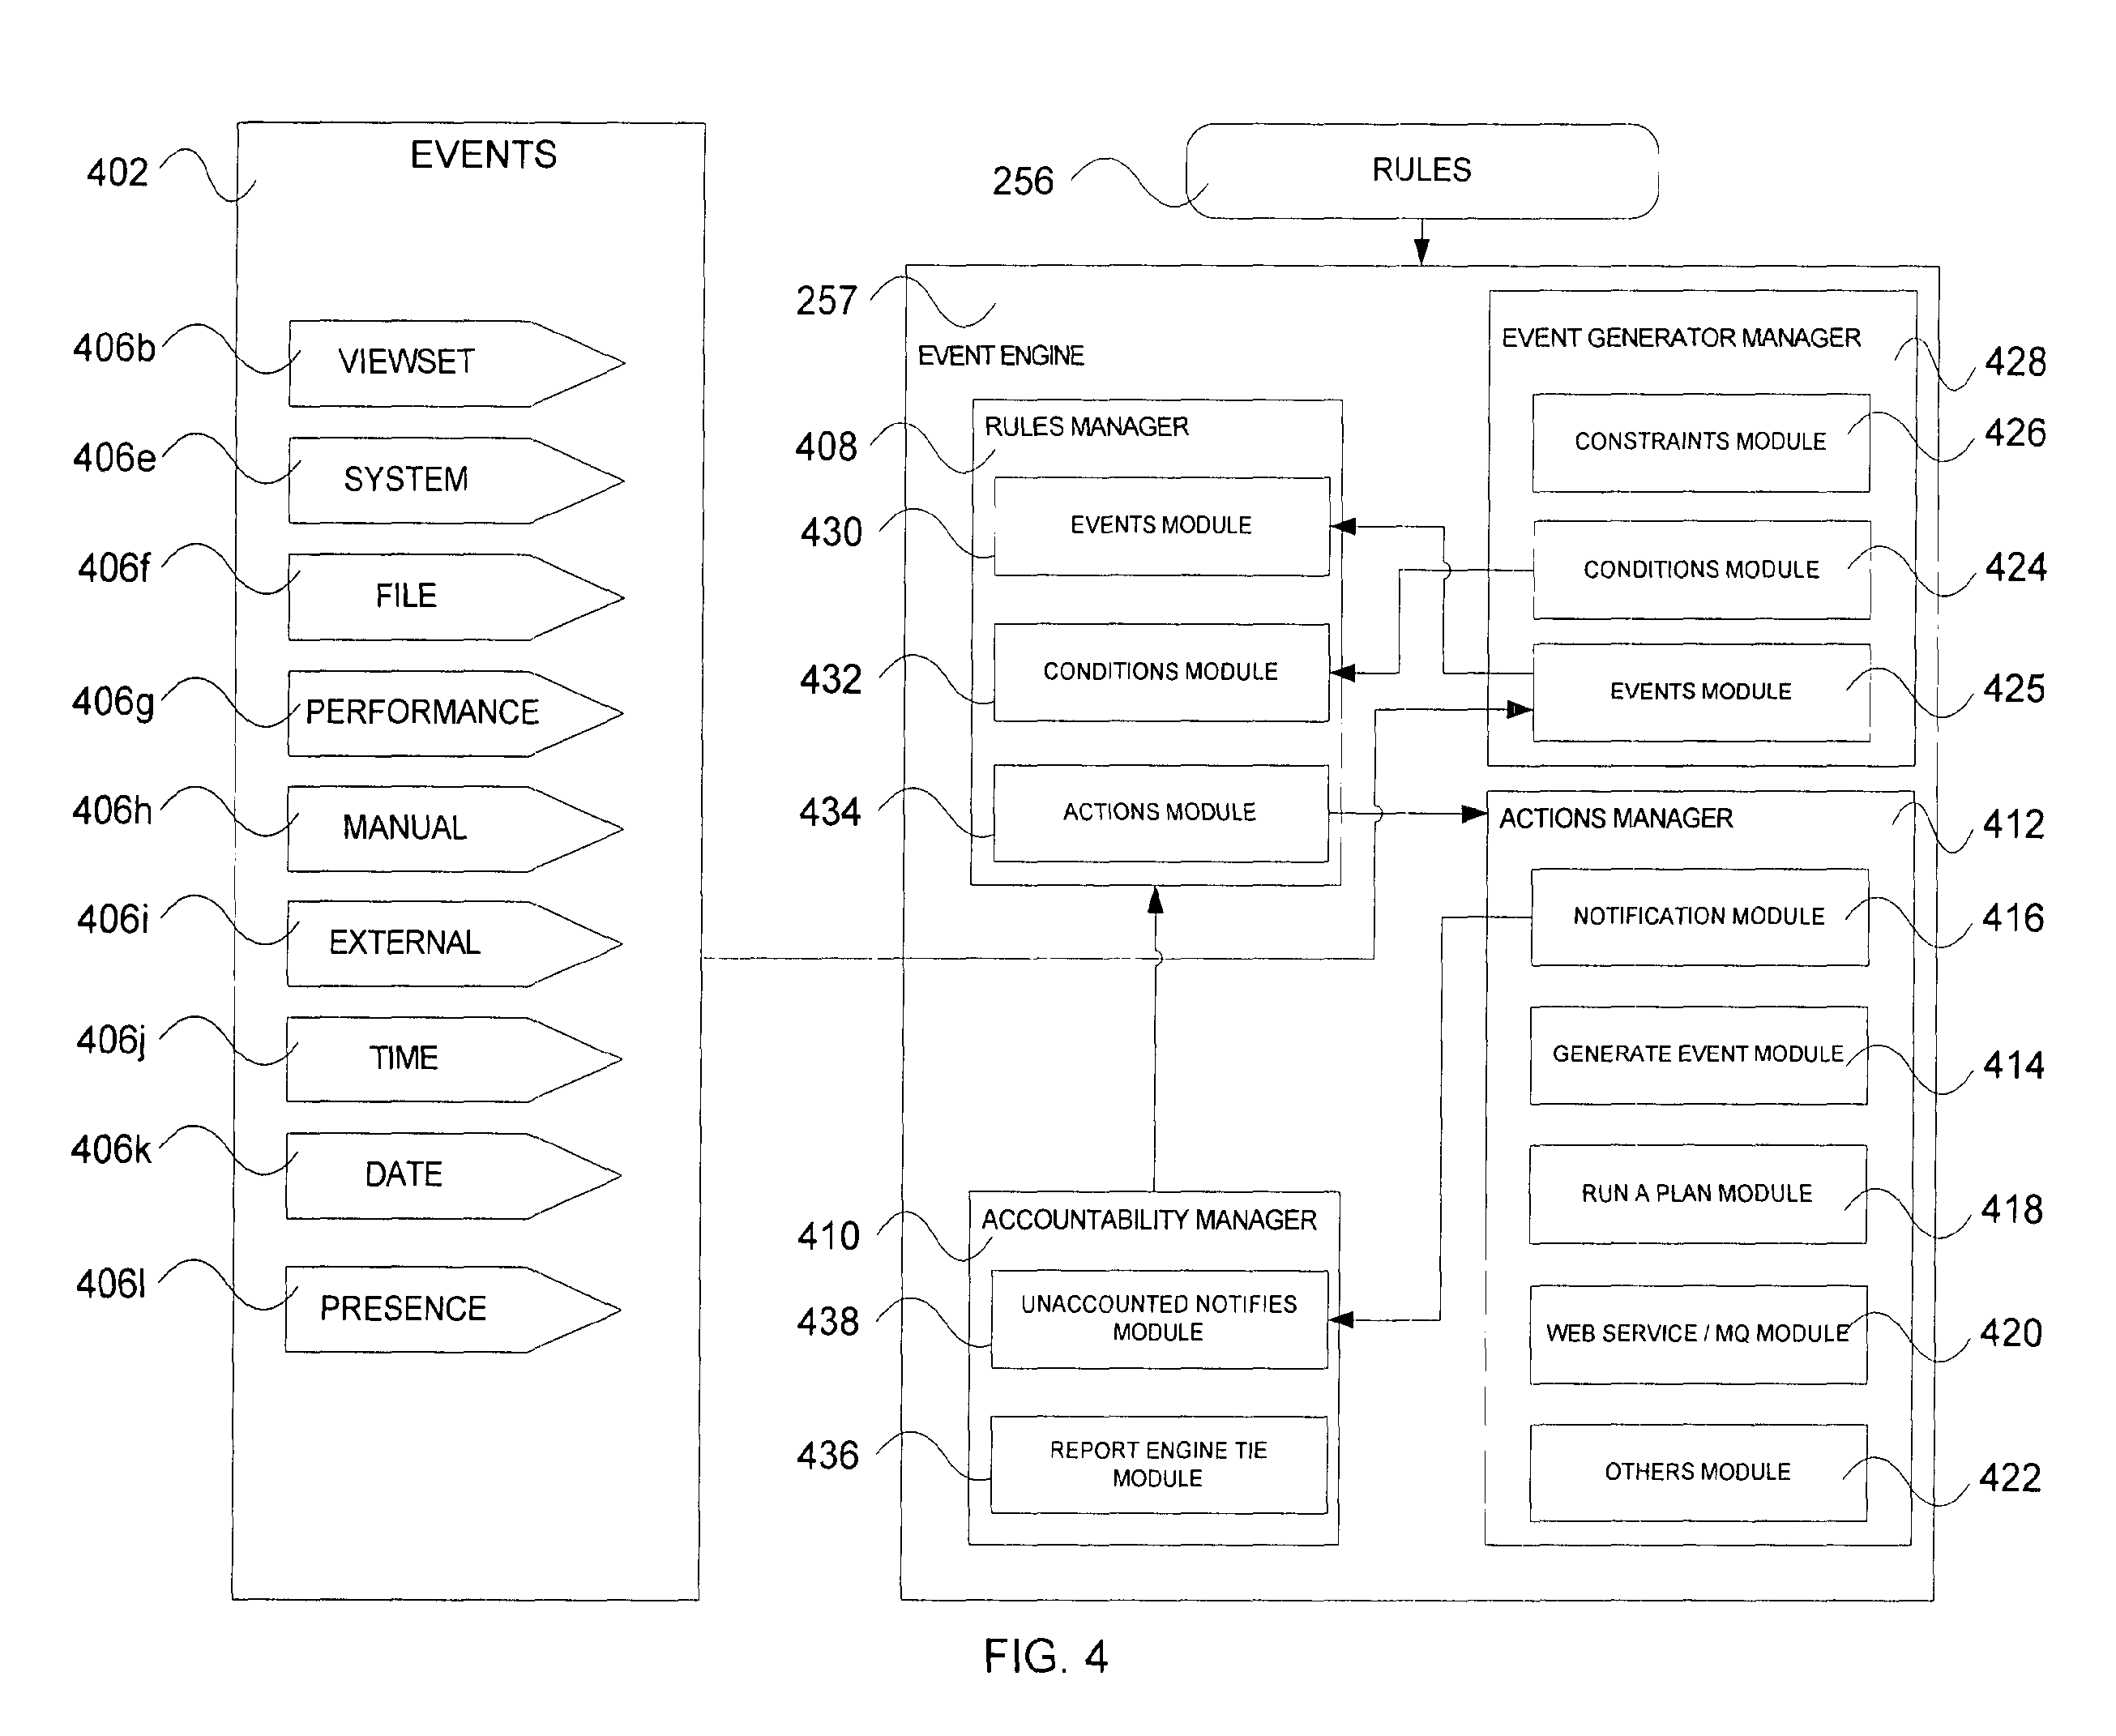 EVENTS
402
406b
VIEWSET
406e
SYSTEM
406f
FILE
406g
PERFORMANCE
406h
MANUAL
406i
EXTERNAL
406j
TIME
406k
DATE
406l
PRESENCE
256
RULES
257
EVENT ENGINE
408
RULES MANAGER
430
EVENTS MODULE
432
CONDITIONS MODULE
434
ACTIONS MODULE
410
ACCOUNTABILITY MANAGER
438
UNACCOUNTED NOTIFIES
MODULE
436
REPORT ENGINE TIE
MODULE
EVENT GENERATOR MANAGER
428
CONSTRAINTS MODULE
426
CONDITIONS MODULE
424
EVENTS MODULE
425
ACTIONS MANAGER
412
NOTIFICATION MODULE
416
GENERATE EVENT MODULE
414
RUN A PLAN MODULE
418
WEB SERVICE / MQ MODULE
420
OTHERS MODULE
422
FIG. 4